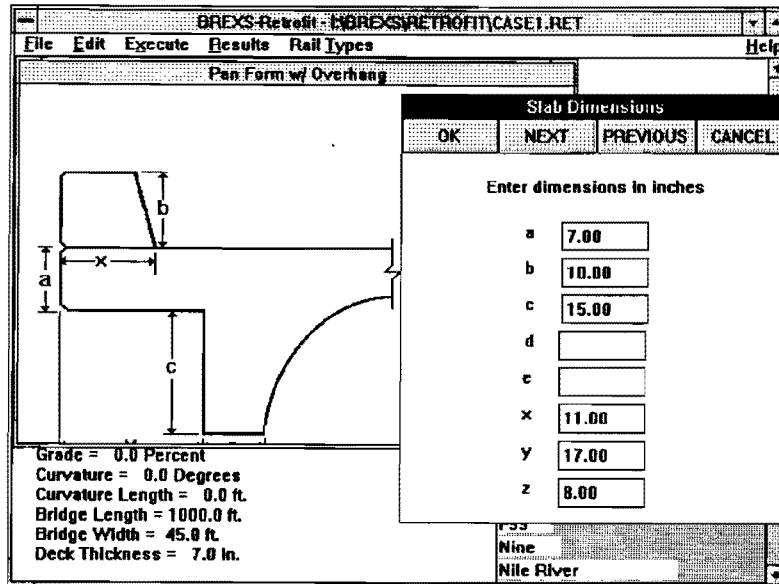 BREXS-Retrofit - I:\BREXS\RETROFIT\CASE1.RET
File Edit Execute Results Rail Types Help
Pan Form w/ Overhang
Slab Dimensions
OK NEXT PREVIOUS CANCEL
Enter dimensions in inches
a 7.00
b 10.00
c 15.00
d
e
x 11.00
y 17.00
z 8.00
b
x
a
c
Grade = 0.0 Percent
Curvature = 0.0 Degrees
Curvature Length = 0.0 ft.
Bridge Length = 1000.0 ft.
Bridge Width = 45.0 ft.
Deck Thickness = 7.0 in.
Nine
Nile River